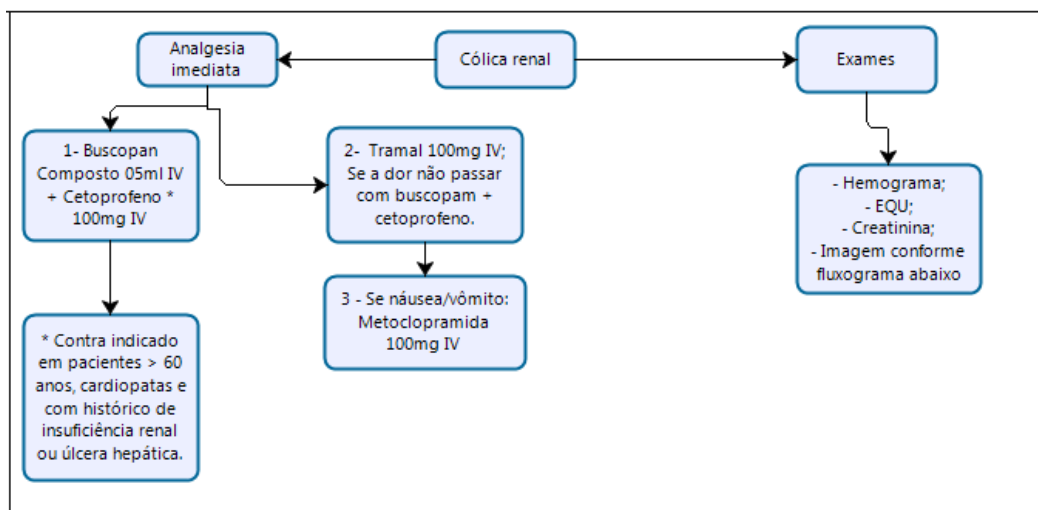 Analgesia
imediata
Cólica renal
Exames
1- Buscopan
Composto 05ml IV
+ Cetoprofeno *
100mg IV
2-  Tramal 100mg IV;
Se a dor não passar
com buscopam +
cetoprofeno.
- Hemograma;
- EQU;
- Creatinina;
- Imagem conforme
fluxograma abaixo
3 - Se náusea/vômito:
Metoclopramida
100mg IV
* Contra indicado
em pacientes > 60
anos, cardiopatas e
com histórico de
insuficiência renal
ou úlcera hepática.